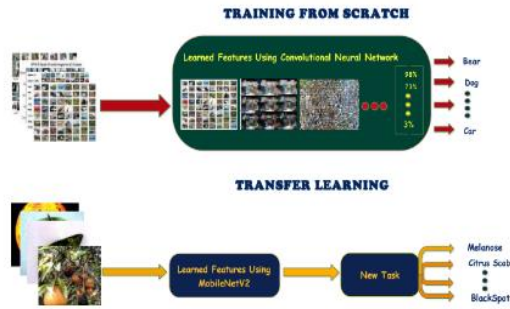 TRAINING FROM SCRATCH
Learned Features Using Convolutional Neural Network
98%
73%
3%
Bear
Dog
Car
TRANSFER LEARNING
Learned Features Using
MobileNetV2
New Task
Melanose
Citrus Scab
BlackSpot